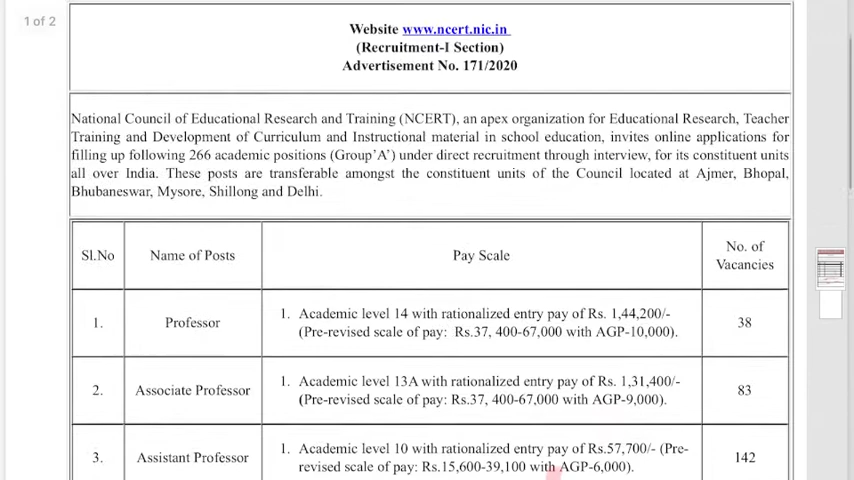 1 of 2
Website www.ncert.nic.in
(Recruitment-I Section)
Advertisement No. 171/2020
National Council of Educational Research and Training (NCERT), an apex organization for Educational Research, Teacher
Training and Development of Curriculum and Instructional material in school education, invites online applications for
filling up following 266 academic positions (Group'A') under direct recruitment through interview, for its constituent units
all over India. These posts are transferable amongst the constituent units of the Council located at Ajmer, Bhopal,
Bhubaneswar, Mysore, Shillong and Delhi.
Sl.No Name of Posts Pay Scale No. of
Vacancies
1. Professor 1. Academic level 14 with rationalized entry pay of Rs. 1,44,200/-
(Pre-revised scale of pay: Rs.37, 400-67,000 with AGP-10,000). 38
2. Associate Professor 1. Academic level 13A with rationalized entry pay of Rs. 1,31,400/-
(Pre-revised scale of pay: Rs.37, 400-67,000 with AGP-9,000). 83
3. Assistant Professor 1. Academic level 10 with rationalized entry pay of Rs.57,700/- (Pre-
revised scale of pay: Rs.15,600-39,100 with AGP-6,000). 142